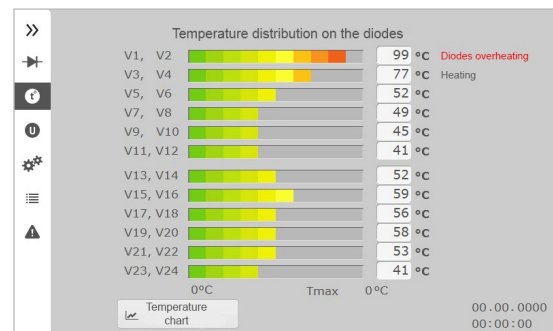 Temperature distribution on the diodes
V1, V2 99 °C Diodes overheating
V3, V4 77 °C Heating
V5, V6 52 °C
V7, V8 49 °C
V9, V10 45 °C
V11, V12 41 °C
V13, V14 52 °C
V15, V16 59 °C
V17, V18 56 °C
V19, V20 58 °C
V21, V22 53 °C
V23, V24 41 °C
0°C Tmax 0°C
Temperature
chart
00.00.0000
00:00:00
t°
U